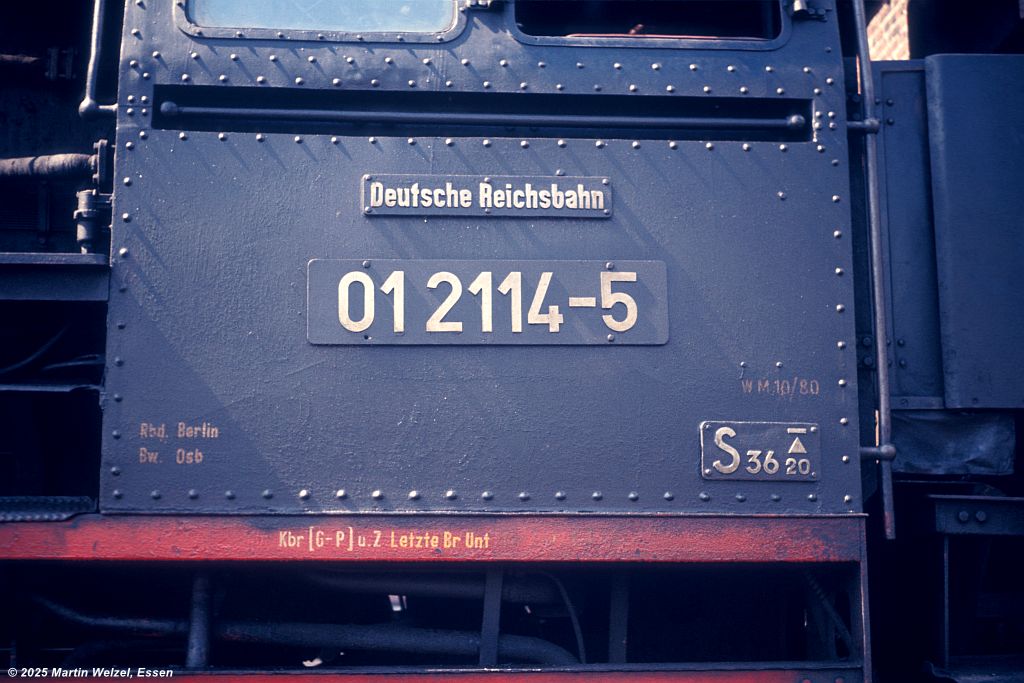 Deutsche Reichsbahn
01 2114-5
W M.10/80
Rbd. Berlin
Bw. Osb
S 36 20.
Kbr [G-P] u. Z Letzte Br Unt
© 2025 Martin Welzel, Essen